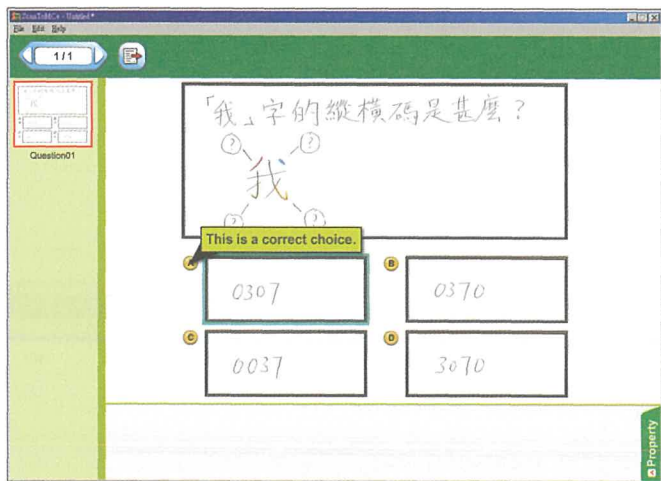 ScanToMCe - Untitled *
File Edit Help
1/1
Question01
「我」字的縱橫碼是甚麼?
? ?
我
? ?
This is a correct choice.
A 0307
B 0370
C 0037
D 3070
Property